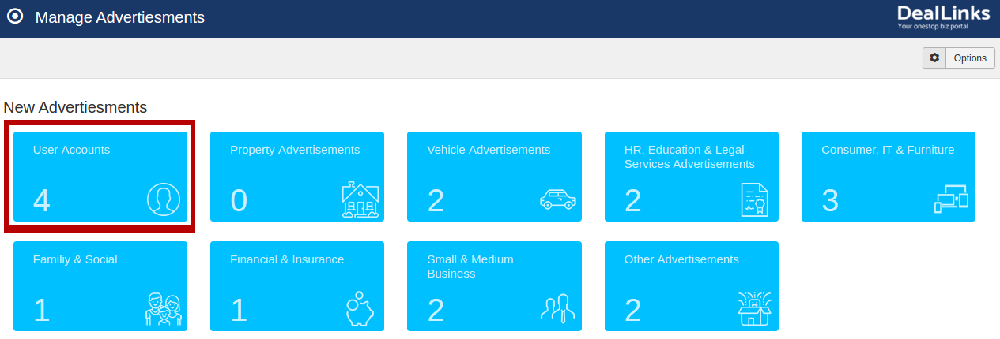 Manage Advertiesments
DealLinks
Your onestop biz portal
Options
New Advertiesments
User Accounts
4
Property Advertisements
0
Vehicle Advertisements
2
HR, Education & Legal
Services Advertisements
2
Consumer, IT & Furniture
3
Familiy & Social
1
Financial & Insurance
1
Small & Medium
Business
2
Other Advertisements
2